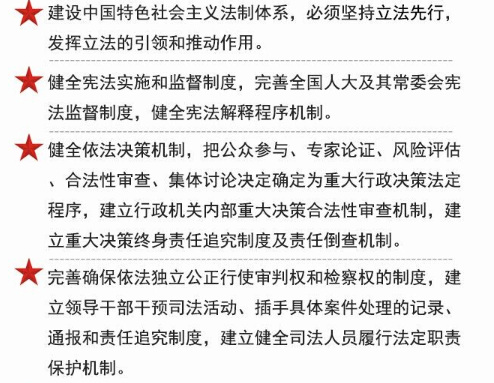 建设中国特色社会主义法制体系，必须坚持立法先行，
发挥立法的引领和推动作用。
健全宪法实施和监督制度，完善全国人大及其常委会宪
法监督制度，健全宪法解释程序机制。
健全依法决策机制，把公众参与、专家论证、风险评估
、合法性审查、集体讨论决定确定为重大行政决策法定
程序，建立行政机关内部重大决策合法性审查机制，建
立重大决策终身责任追究制度及责任倒查机制。
完善确保依法独立公正行使审判权和检察权的制度，建
立领导干部干预司法活动、插手具体案件处理的记录、
通报和责任追究制度，建立健全司法人员履行法定职责
保护机制。